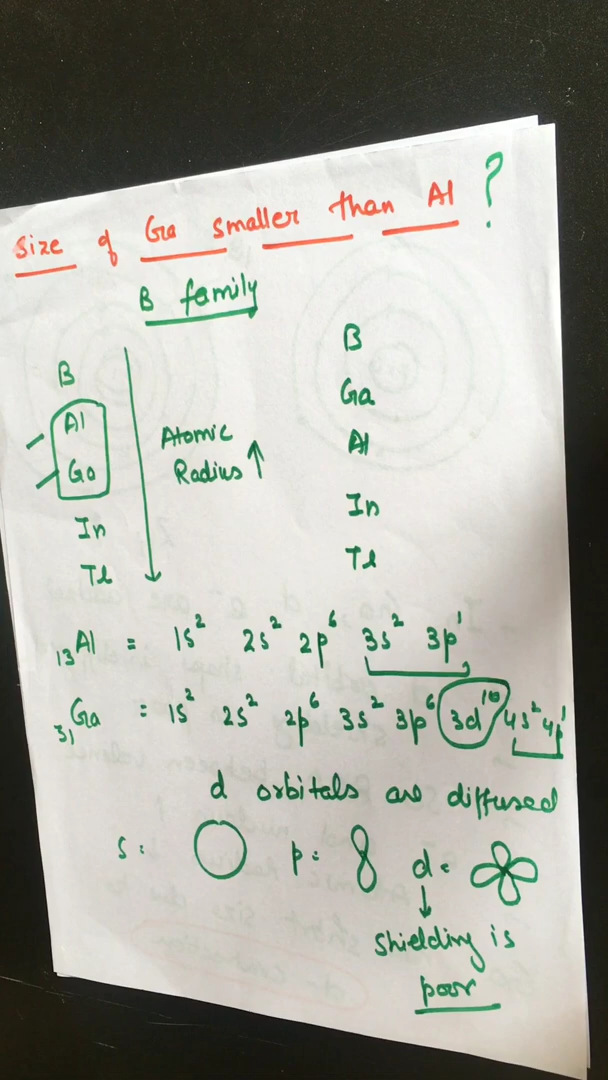 Size of Ga smaller than Al ?
B family
B
Al
Ga
In
Tl
Atomic
Radius ↑
B
Ga
Al
In
Tl
₁₃Al = 1s² 2s² 2p⁶ 3s² 3p¹
₃₁Ga = 1s² 2s² 2p⁶ 3s² 3p⁶ 3d¹⁰ 4s² 4p¹
d orbitals are diffused
s = p = d =
↓
shielding is
poor